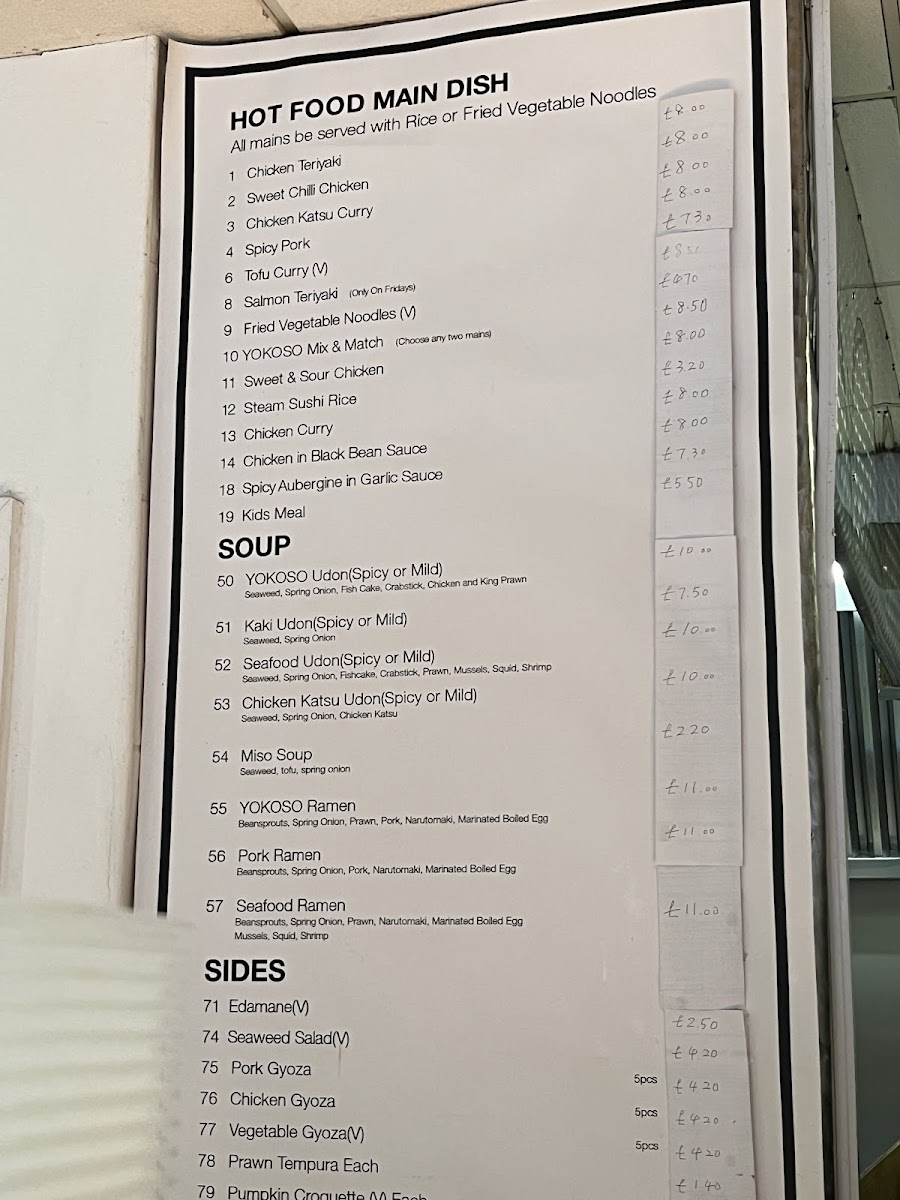 HOT FOOD MAIN DISH
All mains be served with Rice or Fried Vegetable Noodles
1 Chicken Teriyaki £8.00
2 Sweet Chilli Chicken £8.00
3 Chicken Katsu Curry £8.00
4 Spicy Pork £8.00
6 Tofu Curry (V) £7.30
8 Salmon Teriyaki (Only On Fridays)
9 Fried Vegetable Noodles (V) £4.70
10 YOKOSO Mix & Match (Choose any two mains) £8.50
11 Sweet & Sour Chicken £8.00
12 Steam Sushi Rice £3.20
13 Chicken Curry £8.00
14 Chicken in Black Bean Sauce £8.00
18 Spicy Aubergine in Garlic Sauce £7.30
19 Kids Meal £5.50
SOUP
50 YOKOSO Udon(Spicy or Mild) £10.00
Seaweed, Spring Onion, Fish Cake, Crabstick, Chicken and King Prawn
51 Kaki Udon(Spicy or Mild) £7.50
Seaweed, Spring Onion
52 Seafood Udon(Spicy or Mild) £10.00
Seaweed, Spring Onion, Fishcake, Crabstick, Prawn, Mussels, Squid, Shrimp
53 Chicken Katsu Udon(Spicy or Mild) £10.00
Seaweed, Spring Onion, Chicken Katsu
54 Miso Soup £2.20
Seaweed, tofu, spring onion
55 YOKOSO Ramen £11.00
Beansprouts, Spring Onion, Prawn, Pork, Narutomaki, Marinated Boiled Egg
56 Pork Ramen £11.00
Beansprouts, Spring Onion, Pork, Narutomaki, Marinated Boiled Egg
57 Seafood Ramen £11.00
Beansprouts, Spring Onion, Prawn, Narutomaki, Marinated Boiled Egg
Mussels, Squid, Shrimp
SIDES
71 Edamane(V) £2.50
74 Seaweed Salad(V) £4.20
75 Pork Gyoza 5pcs £4.20
76 Chicken Gyoza 5pcs £4.20
77 Vegetable Gyoza(V) 5pcs £4.20
78 Prawn Tempura Each £1.40
79 Pumpkin Croquette (V) Each